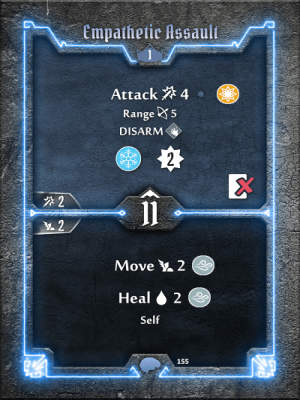 Empathetic Assault
1
Attack 4
Range 5
DISARM
2
2
11
2
Move 2
Heal 2
Self
155